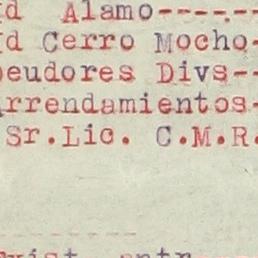 d Alamo-----.--
d Cerro Mocho-
eudores Divs--
rrendamientos-
Sr.Lic. C.M.R.